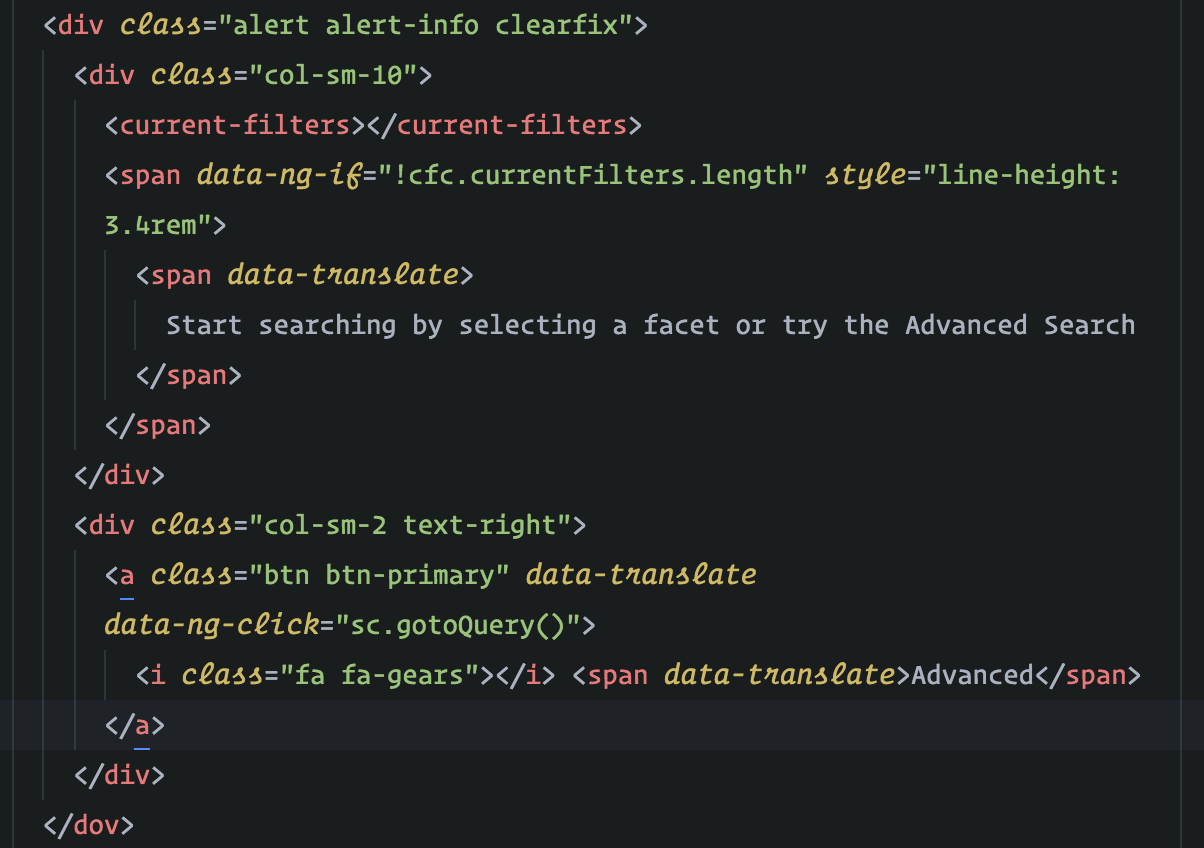 <div class="alert alert-info clearfix">
<div class="col-sm-10">
<current-filters></current-filters>
<span data-ng-if="!cfc.currentFilters.length" style="line-height:
3.4rem">
<span data-translate>
Start searching by selecting a facet or try the Advanced Search
</span>
</span>
</div>
<div class="col-sm-2 text-right">
<a class="btn btn-primary" data-translate
data-ng-click="sc.gotoQuery()">
<i class="fa fa-gears"></i> <span data-translate>Advanced</span>
</a>
</div>
</dov>